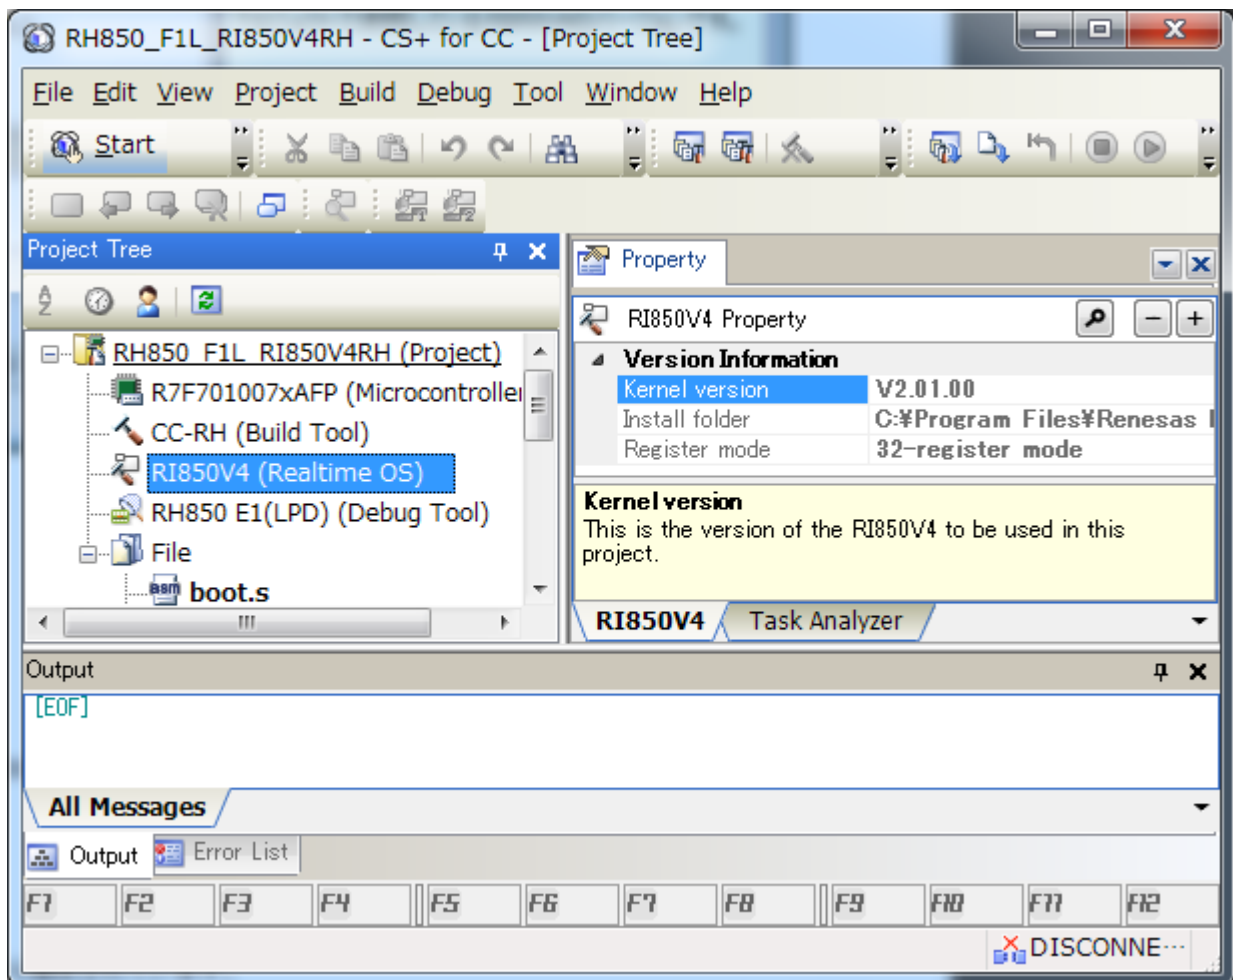 RH850_F1L_RI850V4RH - CS+ for CC - [Project Tree]
File Edit View Project Build Debug Tool Window Help
Start
Project Tree
RH850_F1L_RI850V4RH (Project)
R7F701007xAFP (Microcontroller
CC-RH (Build Tool)
RI850V4 (Realtime OS)
RH850 E1(LPD) (Debug Tool)
File
boot.s
Property
RI850V4 Property
Version Information
Kernel version V2.01.00
Install folder C:¥Program Files¥Renesas
Register mode 32-register mode
Kernel version
This is the version of the RI850V4 to be used in this
project.
RI850V4 Task Analyzer
Output
[EOF]
All Messages
Output Error List
F1 F2 F3 F4 F5 F6 F7 F8 F9 F10 F11 F12
DISCONNE...